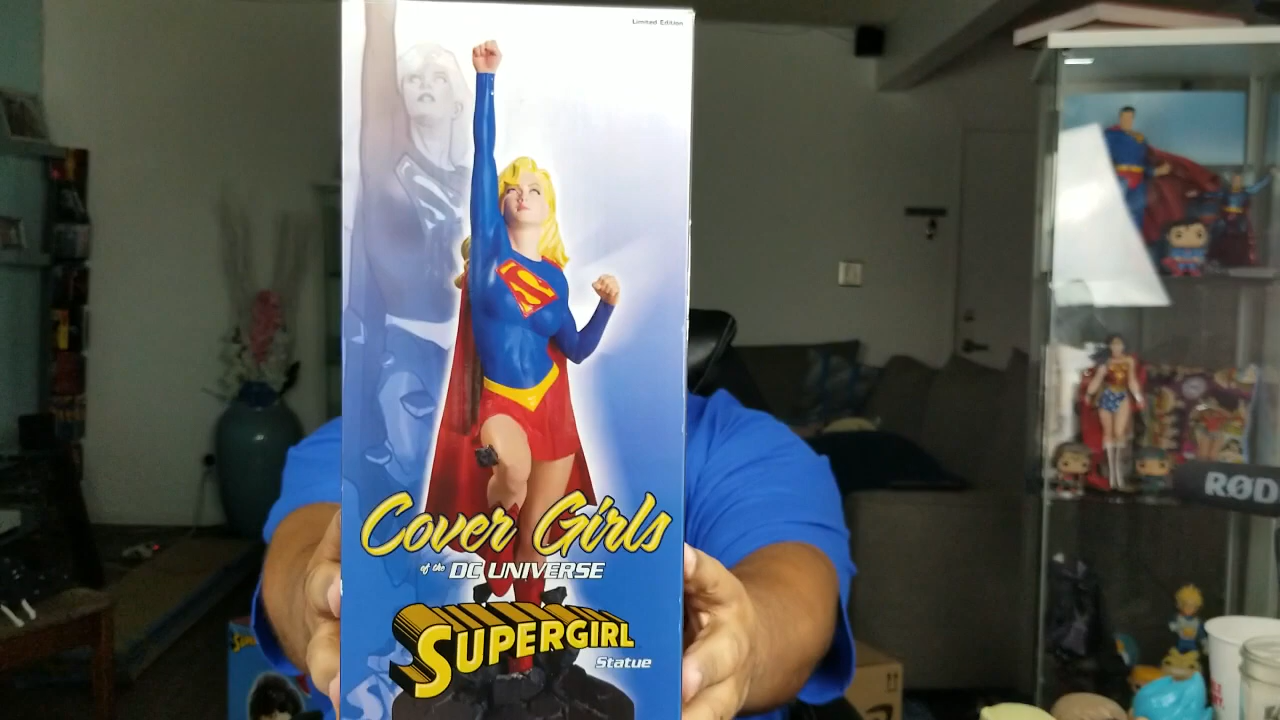 Limited Edition
Cover Girls
of the DC UNIVERSE
SUPERGIRL
Statue
RØD